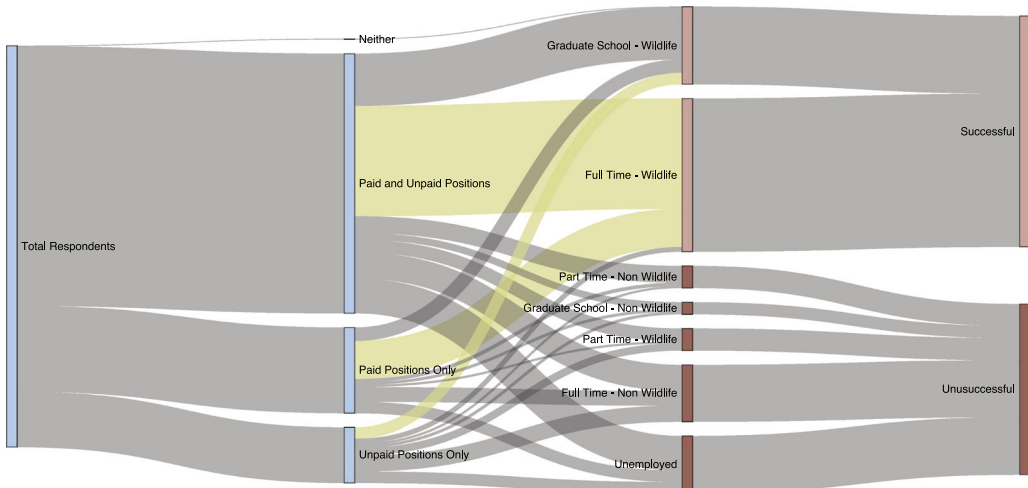 Total Respondents
Neither
Paid and Unpaid Positions
Paid Positions Only
Unpaid Positions Only
Graduate School - Wildlife
Full Time - Wildlife
Part Time - Non Wildlife
Graduate School - Non Wildlife
Part Time - Wildlife
Full Time - Non Wildlife
Unemployed
Successful
Unusuccessful